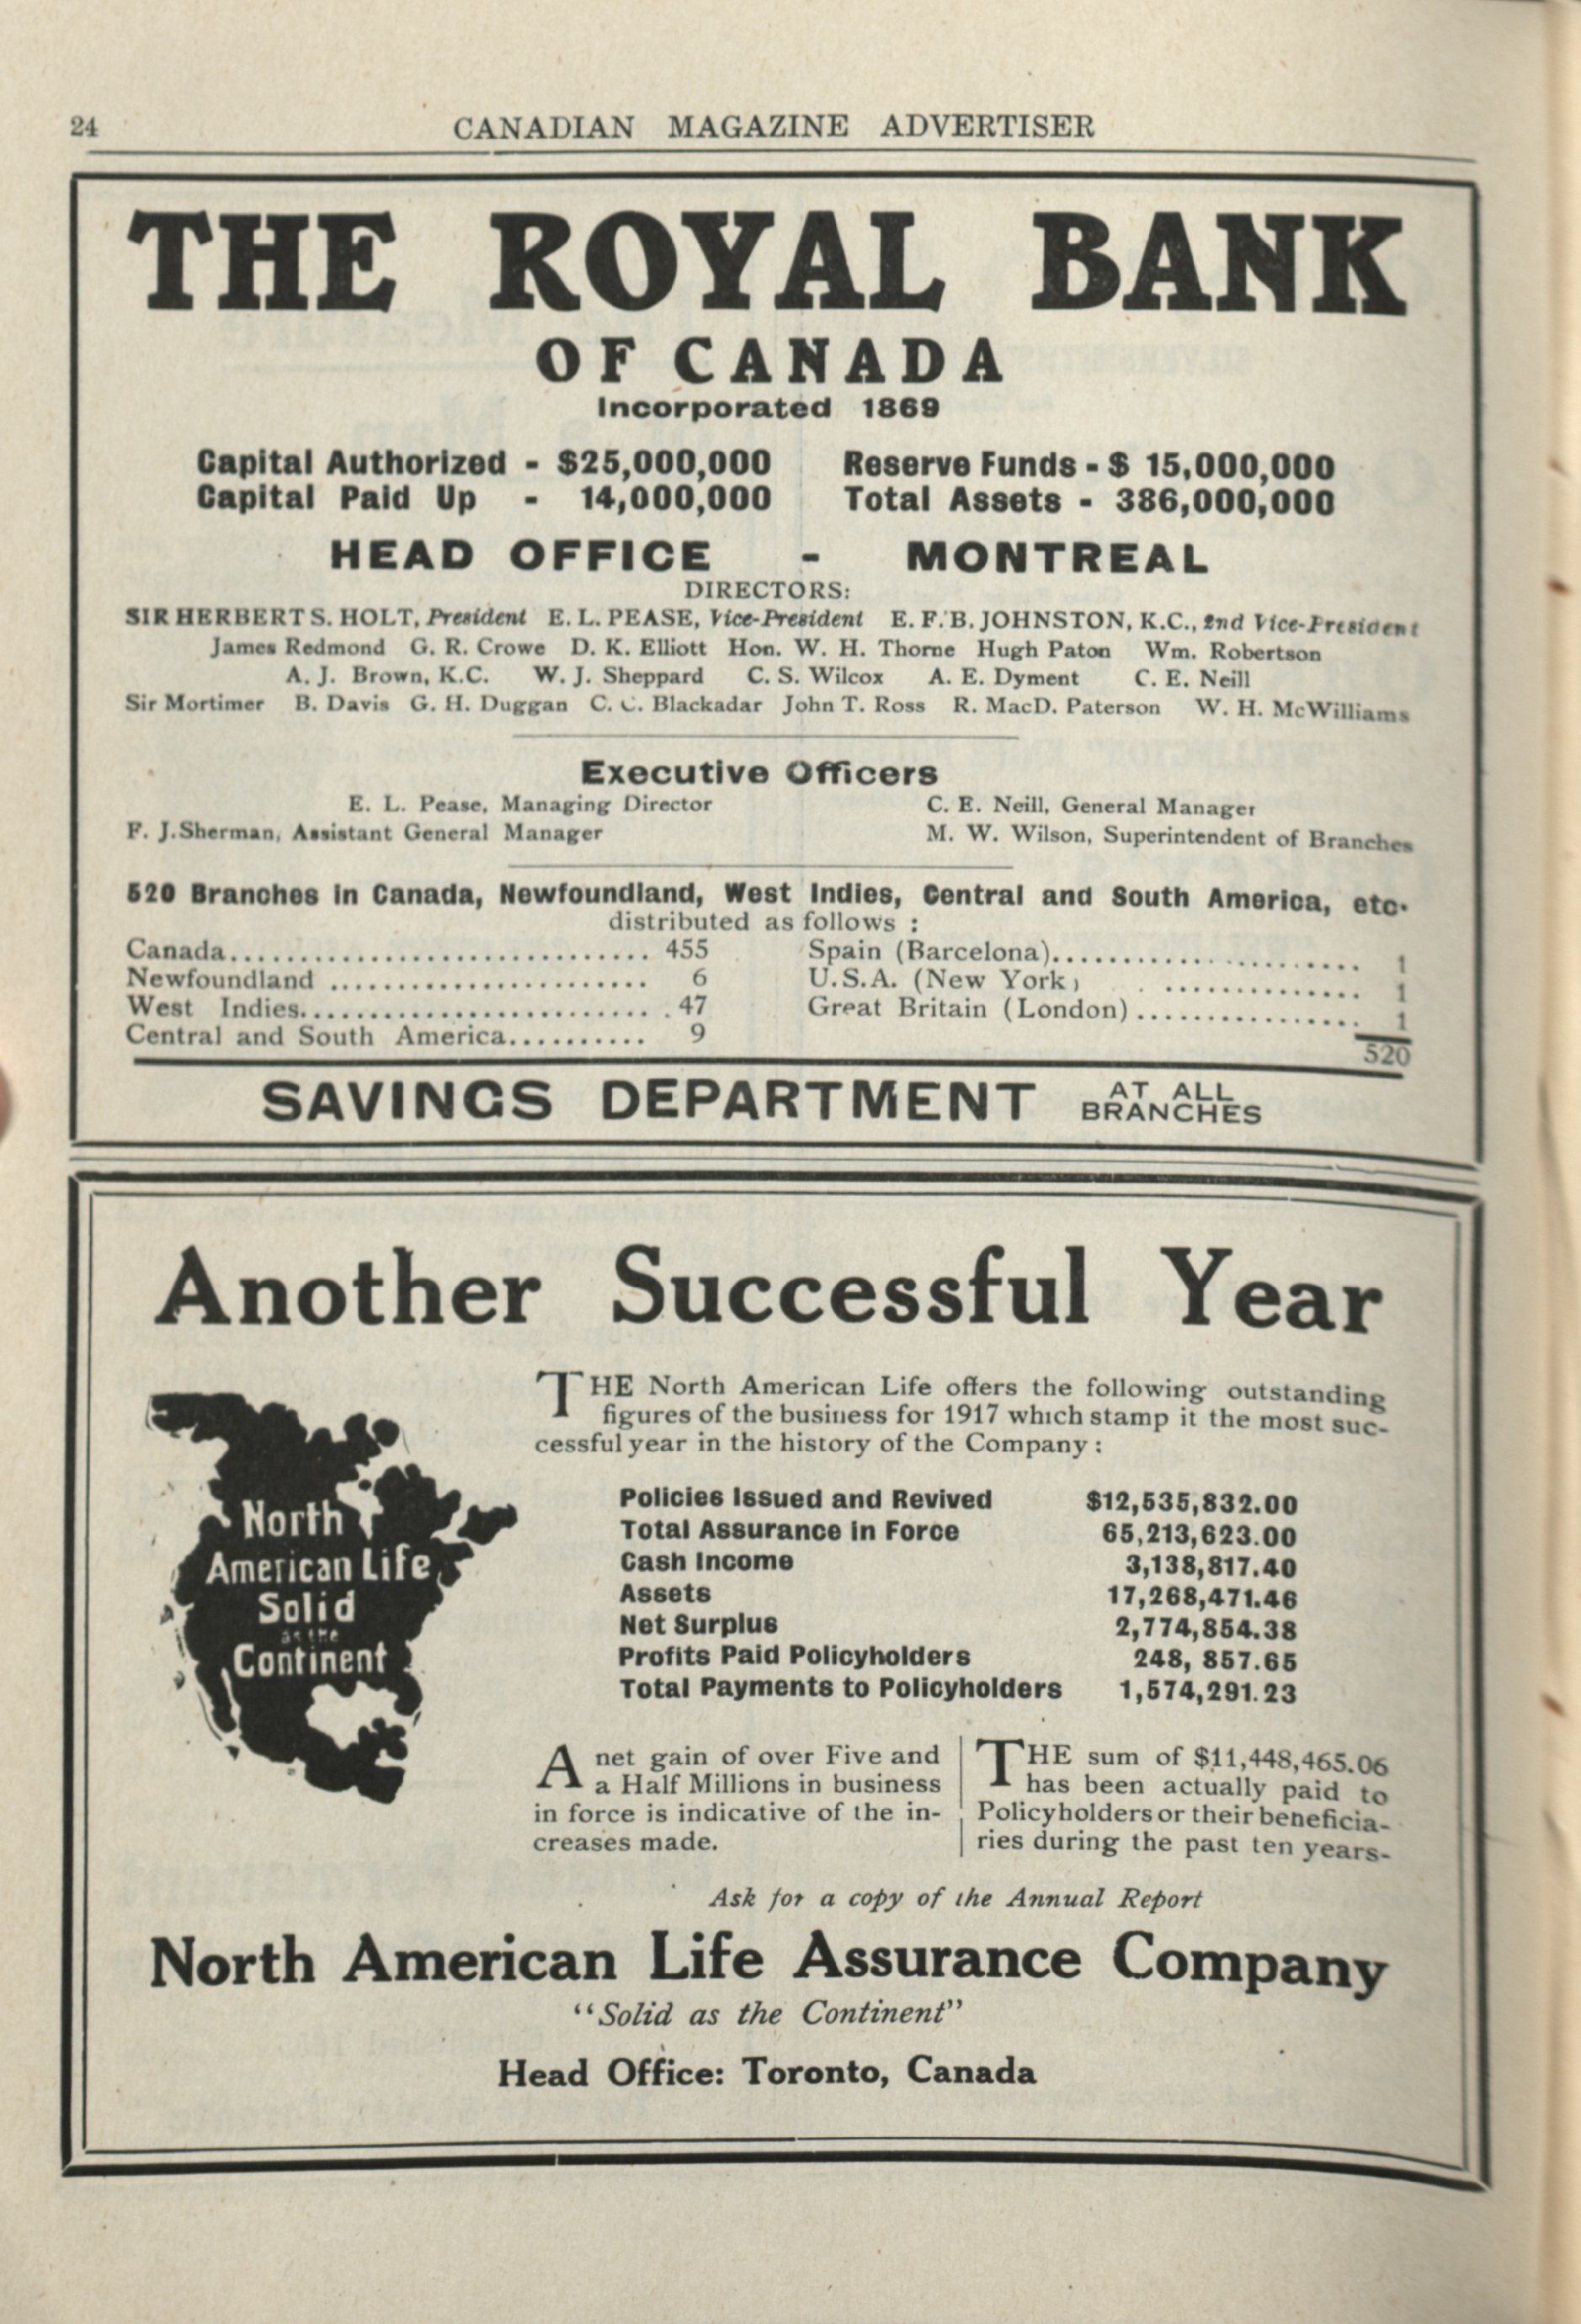 24
CANADIAN MAGAZINE ADVERTISER
THE ROYAL BANK
OF CANADA
Incorporated 1869
Capital Authorized - $25,000,000 Reserve Funds - $ 15,000,000
Capital Paid Up - 14,000,000 Total Assets - 386,000,000
HEAD OFFICE - MONTREAL
DIRECTORS:
SIR HERBERT S. HOLT, President E. L. PEASE, Vice-President E. F. B. JOHNSTON, K.C., 2nd Vice-President
James Redmond G. R. Crowe D. K. Elliott Hon. W. H. Thorne Hugh Paton Wm. Robertson
A. J. Brown, K.C. W. J. Sheppard C. S. Wilcox A. E. Dyment C. E. Neill
Sir Mortimer B. Davis G. H. Duggan C. C. Blackadar John T. Ross R. MacD. Paterson W. H. McWilliams
Executive Officers
E. L. Pease, Managing Director C. E. Neill, General Manager
F. J. Sherman, Assistant General Manager M. W. Wilson, Superintendent of Branches
520 Branches in Canada, Newfoundland, West Indies, Central and South America, etc.
distributed as follows :
Canada.............................. 455 Spain (Barcelona)...................... 1
Newfoundland ........................ 6 U.S.A. (New York) ............... 1
West Indies........................... 47 Great Britain (London)................ 1
Central and South America.......... 9
520
SAVINGS DEPARTMENT AT ALL BRANCHES
Another Successful Year
North
American Life
Solid
as the
Continent
THE North American Life offers the following outstanding
figures of the business for 1917 which stamp it the most suc-
cessful year in the history of the Company :
Policies Issued and Revived $12,535,832.00
Total Assurance in Force 65,213,623.00
Cash Income 3,138,817.40
Assets 17,268,471.46
Net Surplus 2,774,854.38
Profits Paid Policyholders 248, 857.65
Total Payments to Policyholders 1,574,291.23
A net gain of over Five and
a Half Millions in business
in force is indicative of the in-
creases made.
THE sum of $11,448,465.06
has been actually paid to
Policyholders or their beneficia-
ries during the past ten years-
Ask for a copy of the Annual Report
North American Life Assurance Company
"Solid as the Continent"
Head Office: Toronto, Canada